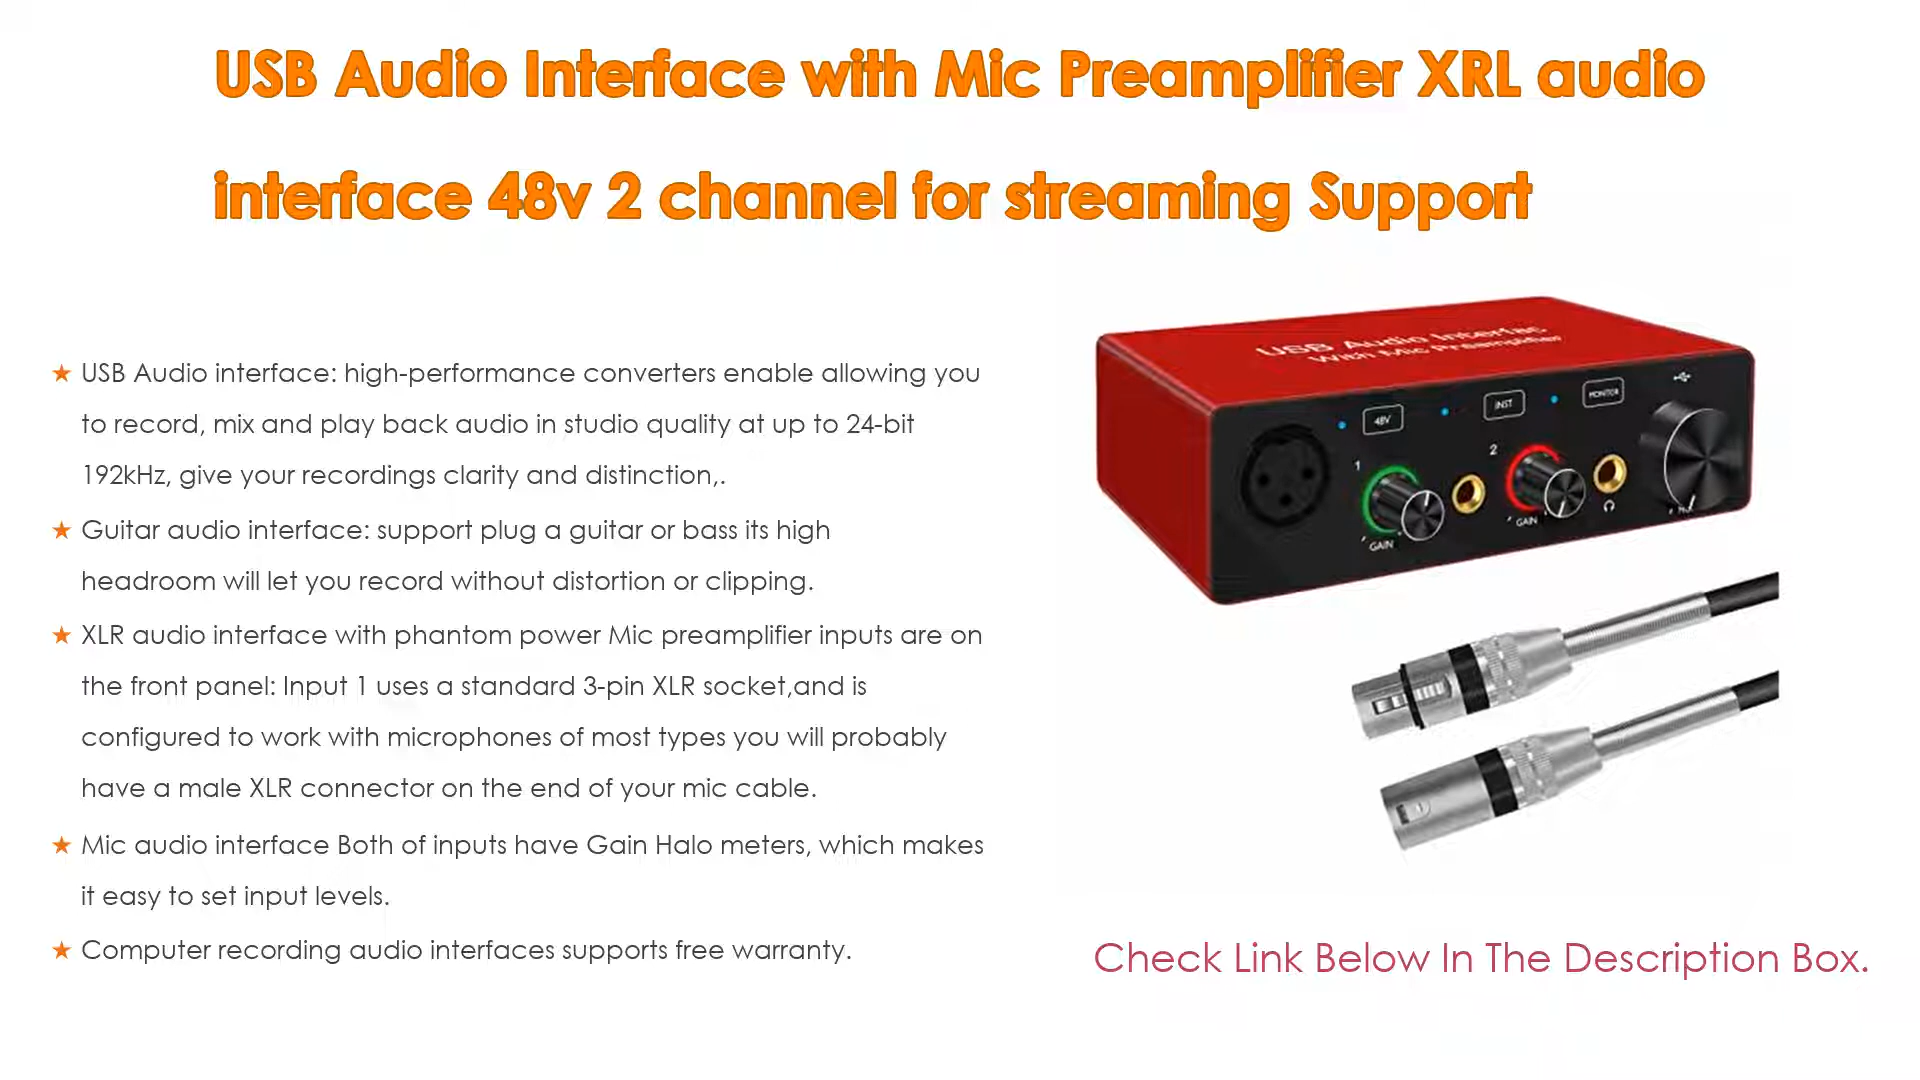 USB Audio Interface with Mic Preamplifier XRL audio
interface 48v 2 channel for streaming Support
★ USB Audio interface: high-performance converters enable allowing you
to record, mix and play back audio in studio quality at up to 24-bit
192kHz, give your recordings clarity and distinction,.
★ Guitar audio interface: support plug a guitar or bass its high
headroom will let you record without distortion or clipping.
★ XLR audio interface with phantom power Mic preamplifier inputs are on
the front panel: Input 1 uses a standard 3-pin XLR socket,and is
configured to work with microphones of most types you will probably
have a male XLR connector on the end of your mic cable.
★ Mic audio interface Both of inputs have Gain Halo meters, which makes
it easy to set input levels.
★ Computer recording audio interfaces supports free warranty.
USB Audio Interfac
With Mic Preamplifier
48V
INST
MONITOR
1
2
GAIN
GAIN
Check Link Below In The Description Box.